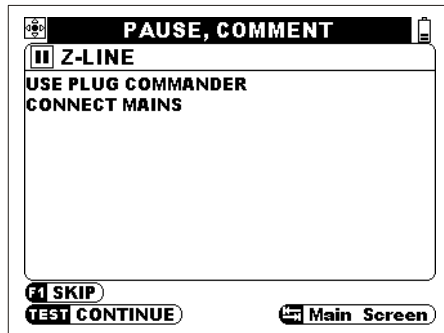 PAUSE, COMMENT
Z-LINE
USE PLUG COMMANDER
CONNECT MAINS
F1 SKIP
TEST CONTINUE
Main Screen